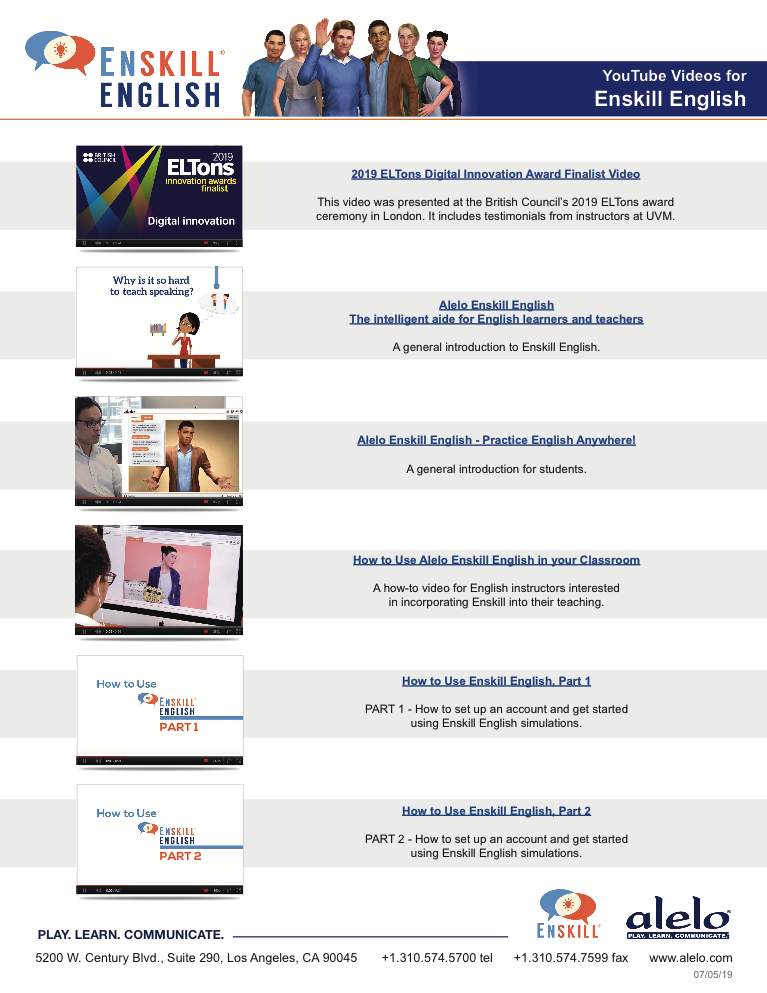 ENSKILL®
ENGLISH
YouTube Videos for
Enskill English
BRITISH
COUNCIL
2019
ELTons
innovation awards
finalist
Digital innovation
2019 ELTons Digital Innovation Award Finalist Video
This video was presented at the British Council's 2019 ELTons award
ceremony in London. It includes testimonials from instructors at UVM.
Why is it so hard
to teach speaking?
Alelo Enskill English
The intelligent aide for English learners and teachers
A general introduction to Enskill English.
alelo
Alelo Enskill English - Practice English Anywhere!
A general introduction for students.
How to Use Alelo Enskill English in your Classroom
A how-to video for English instructors interested
in incorporating Enskill into their teaching.
How to Use
ENSKILL
ENGLISH
PART 1
How to Use Enskill English, Part 1
PART 1 - How to set up an account and get started
using Enskill English simulations.
How to Use
ENSKILL
ENGLISH
PART 2
How to Use Enskill English, Part 2
PART 2 - How to set up an account and get started
using Enskill English simulations.
ENSKILL®
alelo®
PLAY. LEARN. COMMUNICATE.
PLAY. LEARN. COMMUNICATE.
5200 W. Century Blvd., Suite 290, Los Angeles, CA 90045 +1.310.574.5700 tel +1.310.574.7599 fax www.alelo.com
07/05/19